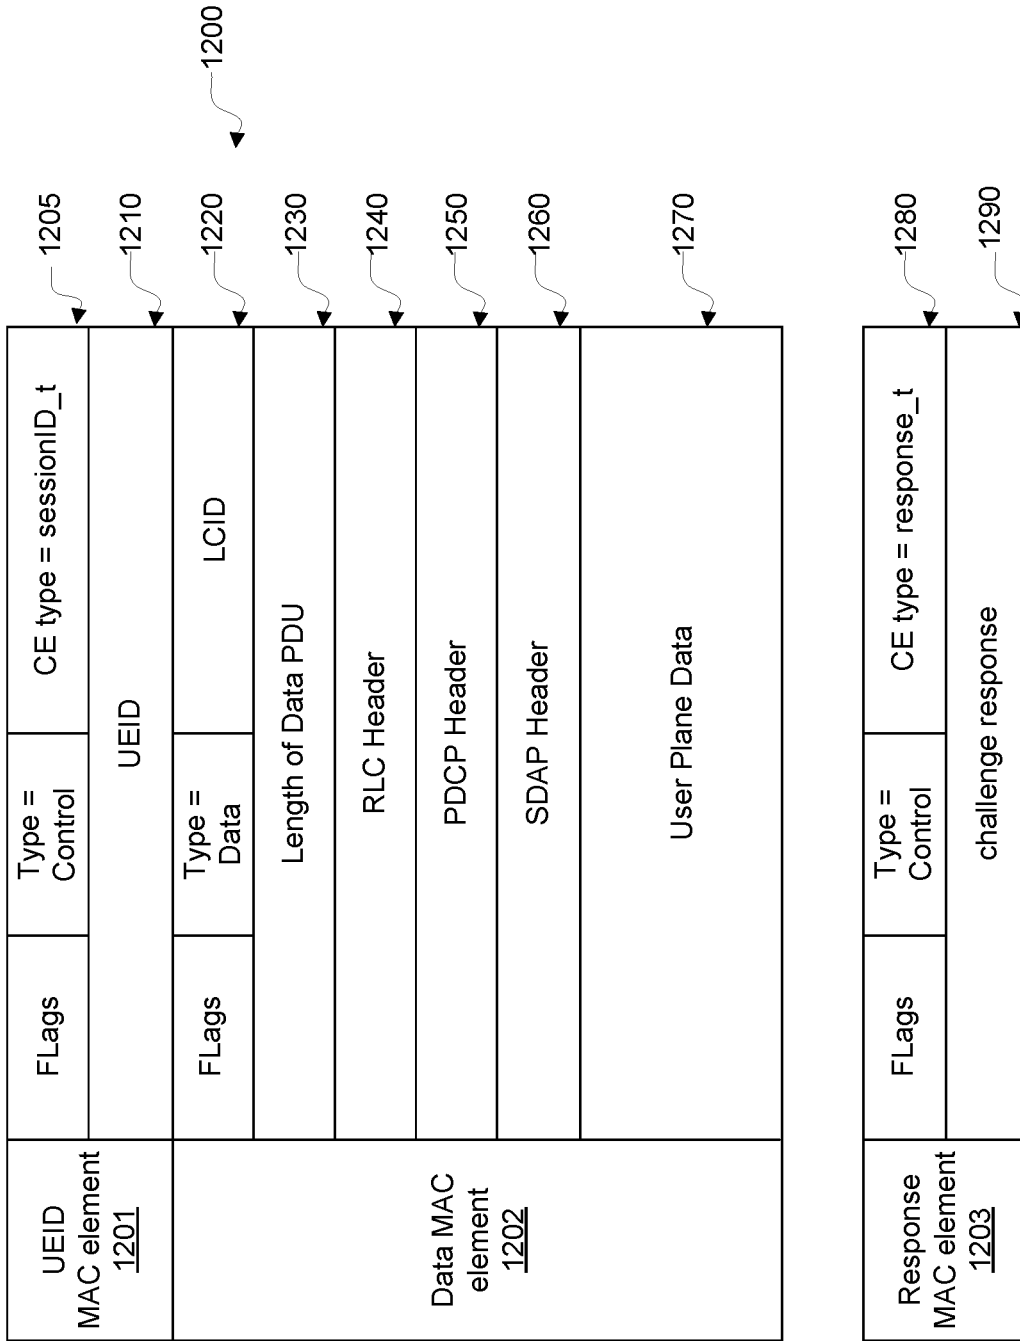 1200
UEID
MAC element
1201
FLags
Type =
Control
CE type = sessionID_t
1205
UEID
1210
Data MAC
element
1202
FLags
Type =
Data
LCID
1220
Length of Data PDU
1230
RLC Header
1240
PDCP Header
1250
SDAP Header
1260
User Plane Data
1270
Response
MAC element
1203
FLags
Type =
Control
CE type = response_t
1280
challenge response
1290